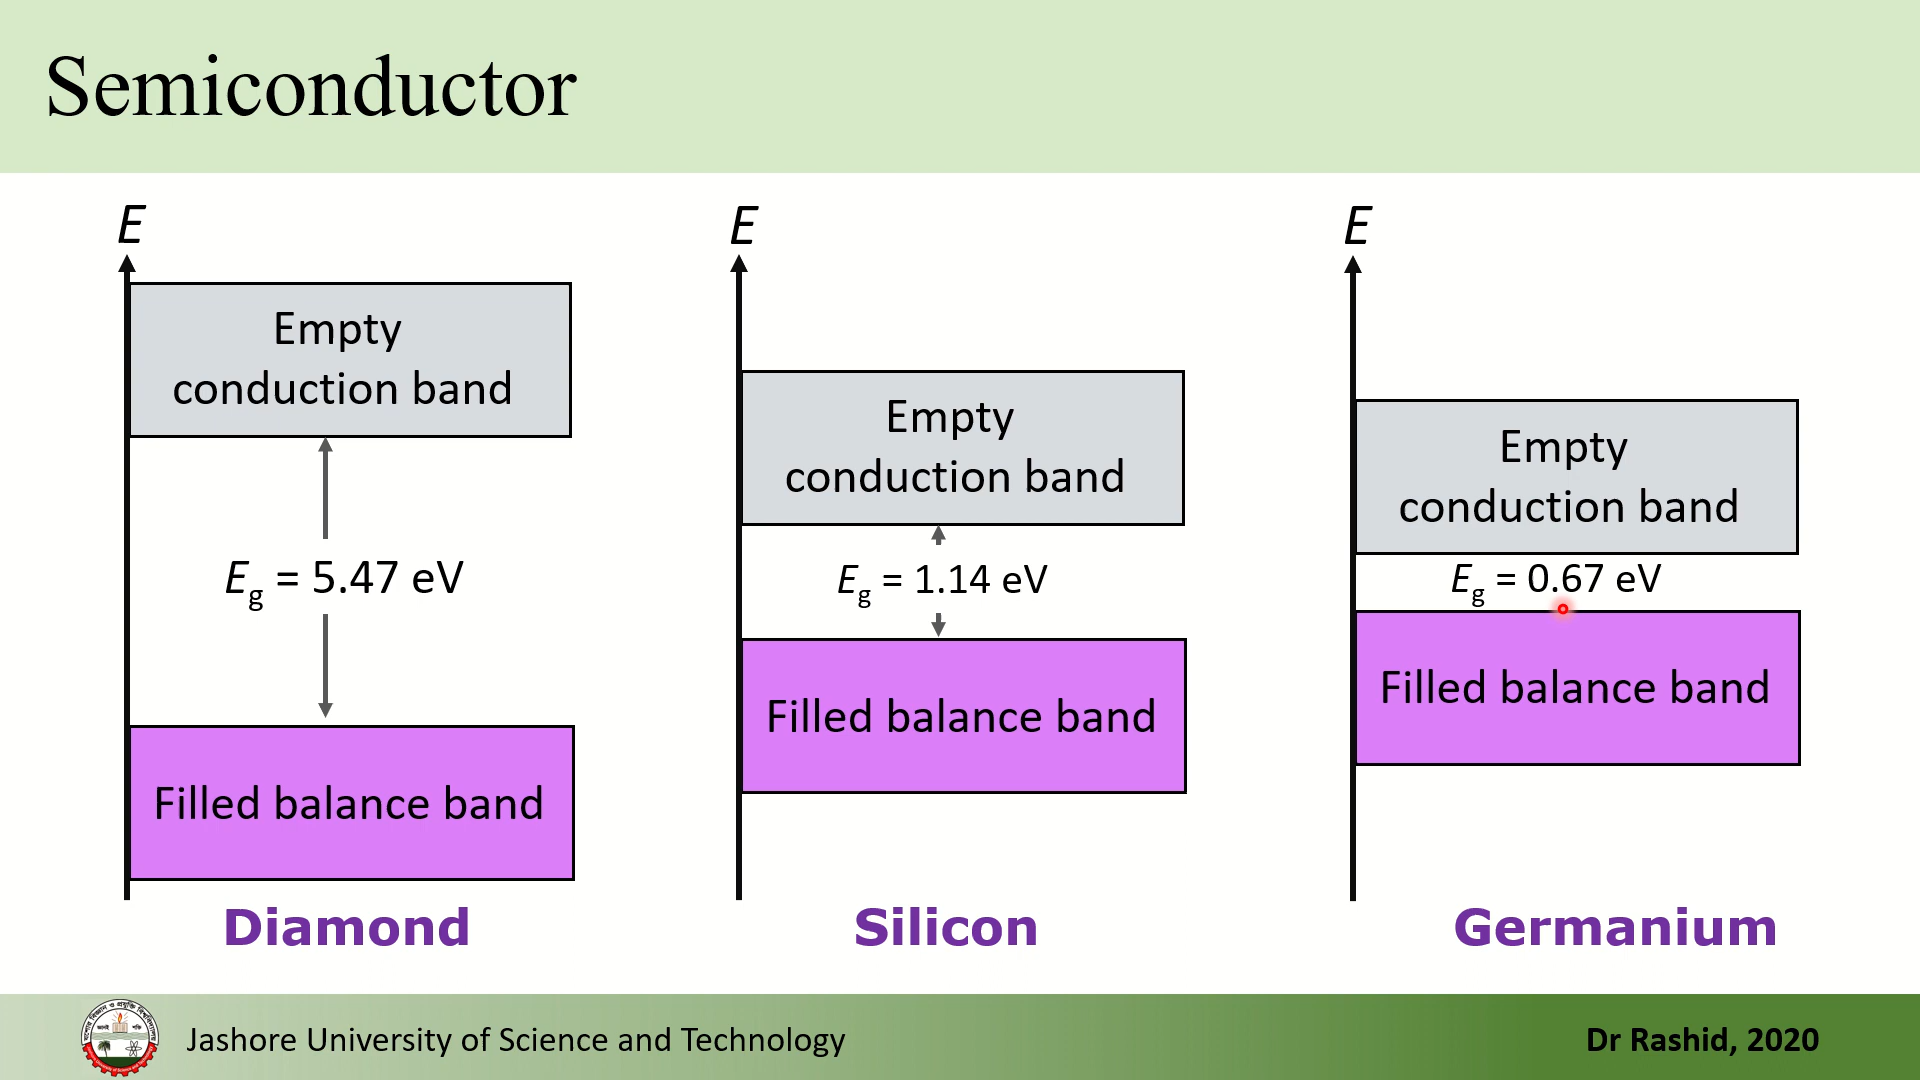 Semiconductor
E
Empty
conduction band
Eg = 5.47 eV
Filled balance band
Diamond
E
Empty
conduction band
Eg = 1.14 eV
Filled balance band
Silicon
E
Empty
conduction band
Eg = 0.67 eV
Filled balance band
Germanium
Jashore University of Science and Technology
Dr Rashid, 2020